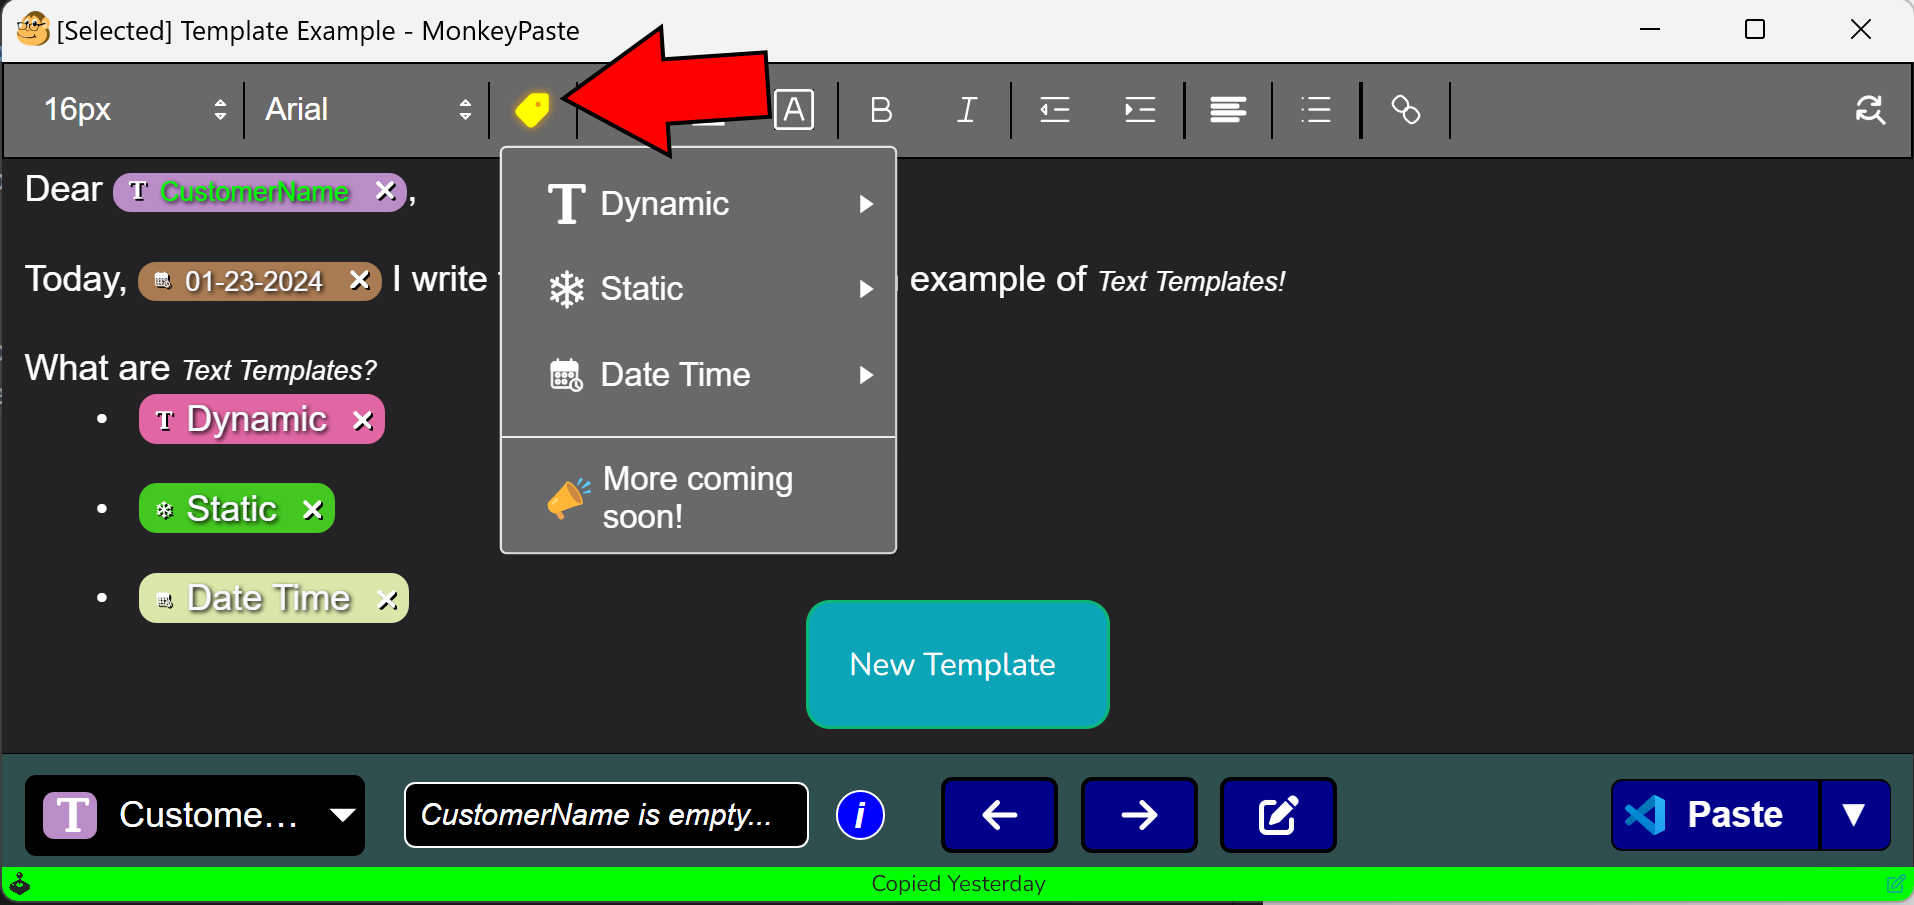 [Selected] Template Example - MonkeyPaste
16px Arial A B I
Dear T CustomerName ✕,
Today, 01-23-2024 ✕ I write example of Text Templates!
What are Text Templates?
• T Dynamic ✕
• Static ✕
• Date Time ✕
T Dynamic
Static
Date Time
More coming
soon!
New Template
T Custome... CustomerName is empty... i Paste
Copied Yesterday